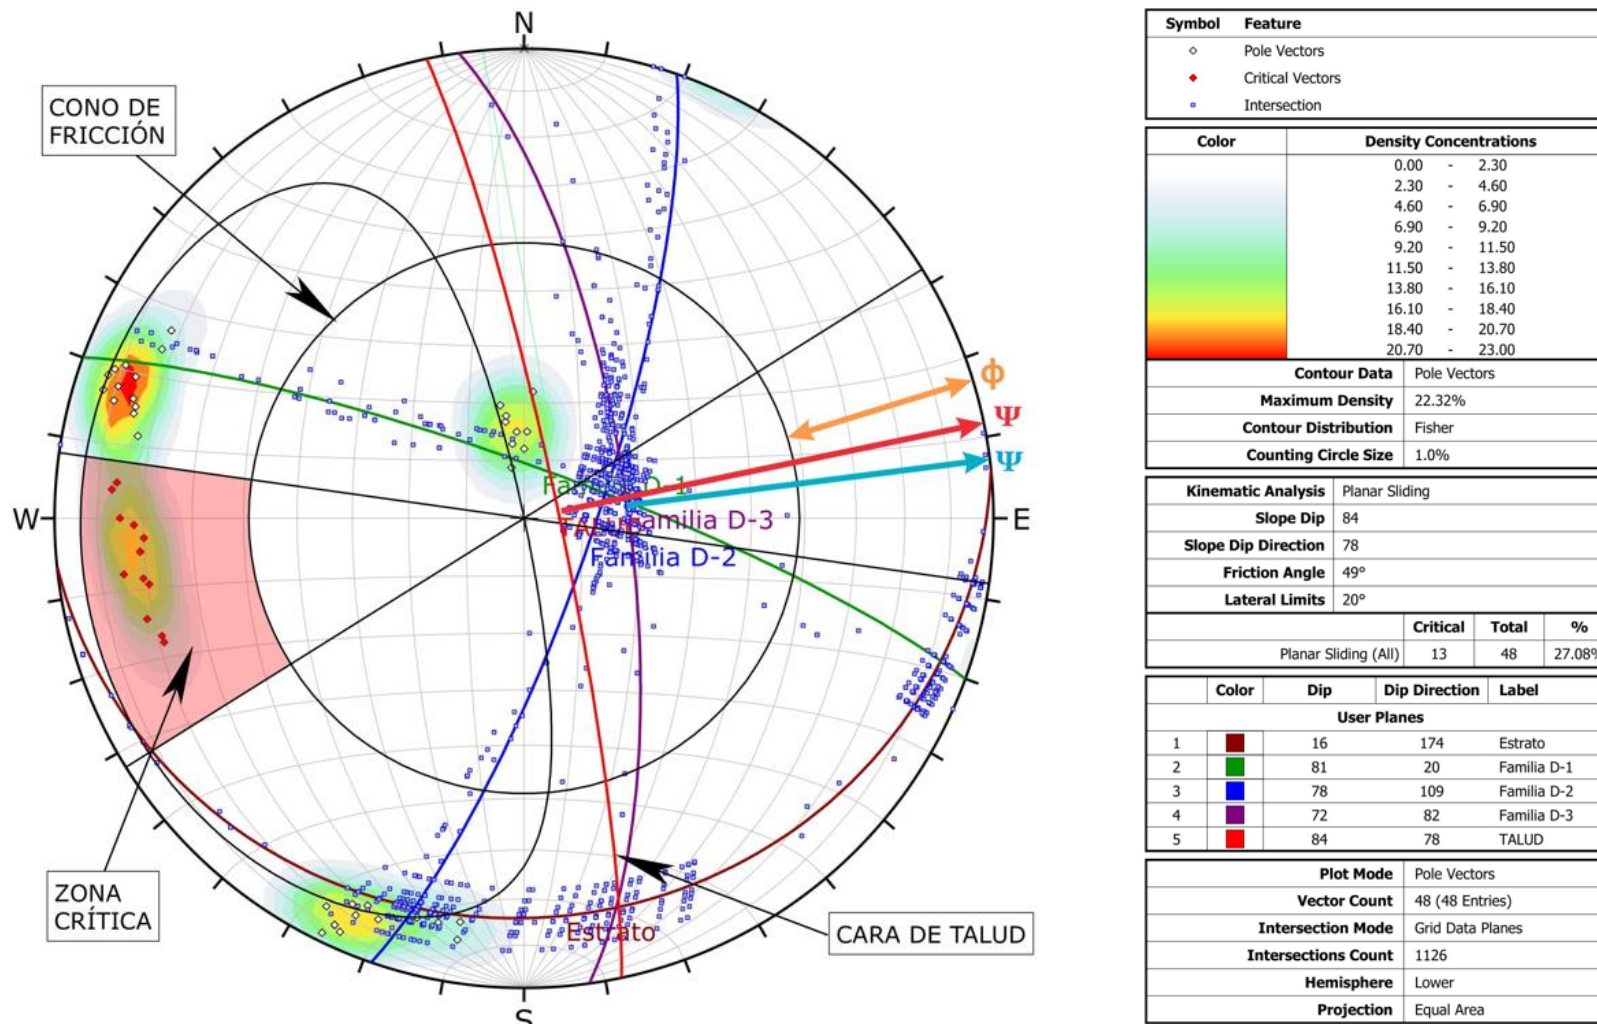 N
CONO DE
FRICCIÓN
ϕ
Ψ
Ψ
W
E
Familia D-1
Familia D-3
Familia D-2
ZONA
CRÍTICA
Estrato
CARA DE TALUD
S
Symbol Feature
Pole Vectors
Critical Vectors
Intersection
Color Density Concentrations
0.00 - 2.30
2.30 - 4.60
4.60 - 6.90
6.90 - 9.20
9.20 - 11.50
11.50 - 13.80
13.80 - 16.10
16.10 - 18.40
18.40 - 20.70
20.70 - 23.00
Contour Data Pole Vectors
Maximum Density 22.32%
Contour Distribution Fisher
Counting Circle Size 1.0%
Kinematic Analysis Planar Sliding
Slope Dip 84
Slope Dip Direction 78
Friction Angle 49°
Lateral Limits 20°
Critical Total %
Planar Sliding (All) 13 48 27.08%
Color Dip Dip Direction Label
User Planes
1 16 174 Estrato
2 81 20 Familia D-1
3 78 109 Familia D-2
4 72 82 Familia D-3
5 84 78 TALUD
Plot Mode Pole Vectors
Vector Count 48 (48 Entries)
Intersection Mode Grid Data Planes
Intersections Count 1126
Hemisphere Lower
Projection Equal Area